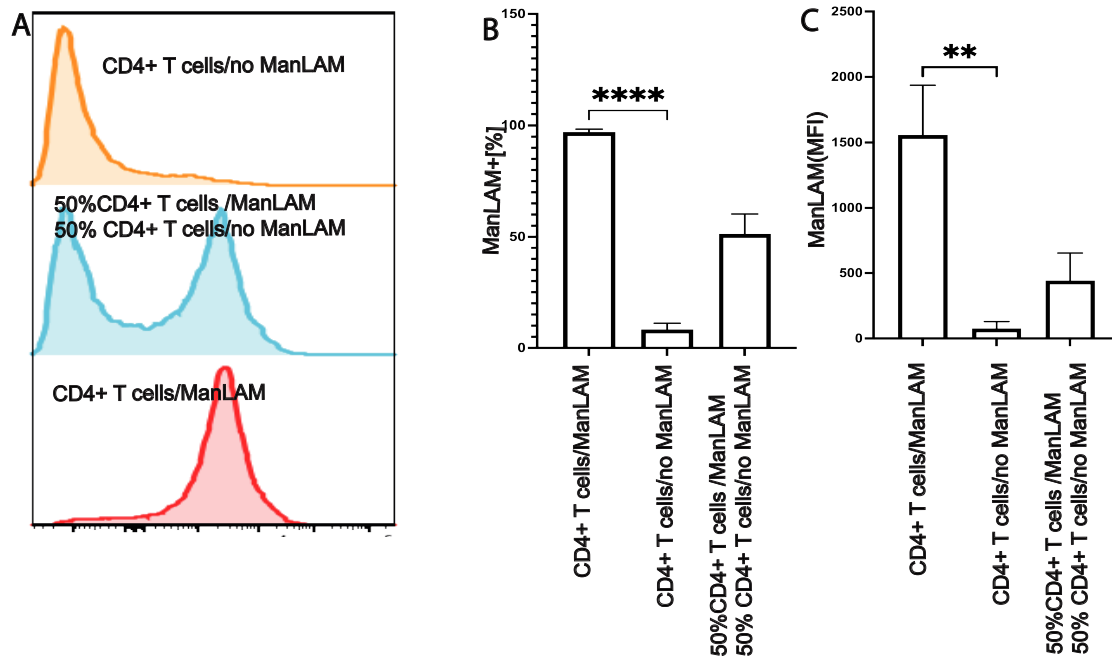 A
CD4+ T cells/no ManLAM
50%CD4+ T cells /ManLAM
50% CD4+ T cells/no ManLAM
CD4+ T cells/ManLAM
B
ManLAM+[%]
150
100
50
0
****
CD4+ T cells/ManLAM
CD4+ T cells/no ManLAM
50%CD4+ T cells /ManLAM
50% CD4+ T cells/no ManLAM
C
ManLAM(MFI)
2500
2000
1500
1000
500
0
**
CD4+ T cells/ManLAM
CD4+ T cells/no ManLAM
50%CD4+ T cells /ManLAM
50% CD4+ T cells/no ManLAM